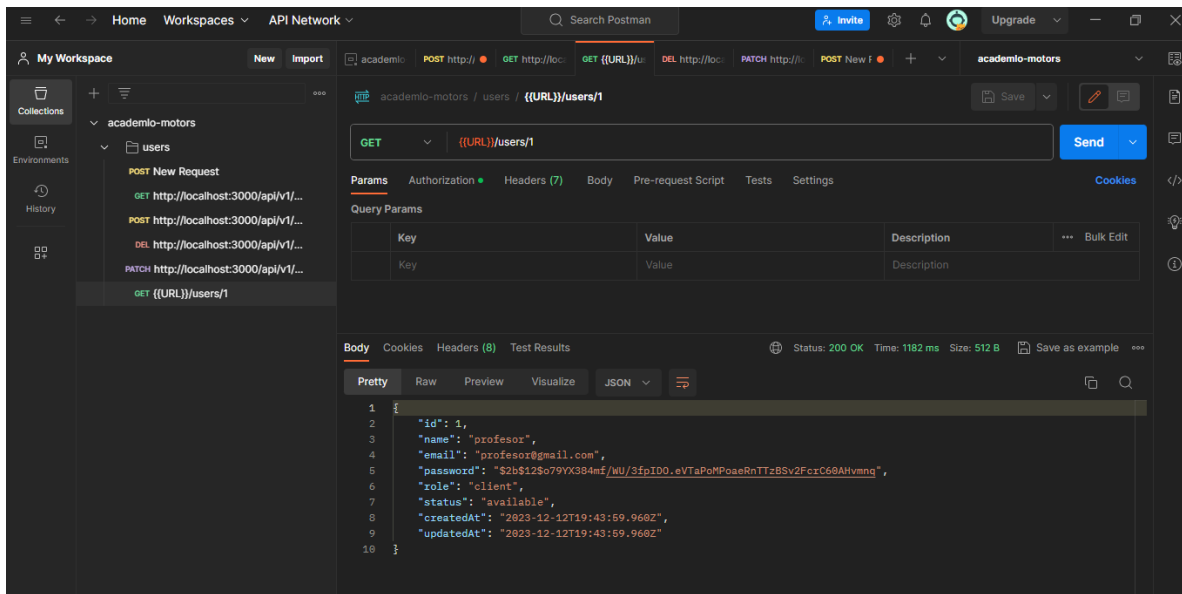 Home Workspaces API Network Search Postman Invite Upgrade
My Workspace New Import academlo POST http:// GET http://loc GET {{URL}}/u DEL http://loc PATCH http://lo POST New F academlo-motors
Collections
Environments
History
academlo-motors
users
POST New Request
GET http://localhost:3000/api/v1/...
POST http://localhost:3000/api/v1/...
DEL http://localhost:3000/api/v1/...
PATCH http://localhost:3000/api/v1/...
GET {{URL}}/users/1
HTTP academlo-motors / users / {{URL}}/users/1 Save
GET {{URL}}/users/1 Send
Params Authorization Headers (7) Body Pre-request Script Tests Settings Cookies
Query Params
Key Value Description Bulk Edit
Key Value Description
Body Cookies Headers (8) Test Results Status: 200 OK Time: 1182 ms Size: 512 B Save as example
Pretty Raw Preview Visualize JSON
1 {
2 "id": 1,
3 "name": "profesor",
4 "email": "profesor@gmail.com",
5 "password": "$2b$12$o79YX384mf/WU/3fpIDO.eVTaPoMPoaeRnTTzBSv2FcrC60AHvmnq",
6 "role": "client",
7 "status": "available",
8 "createdAt": "2023-12-12T19:43:59.960Z",
9 "updatedAt": "2023-12-12T19:43:59.960Z"
10 }